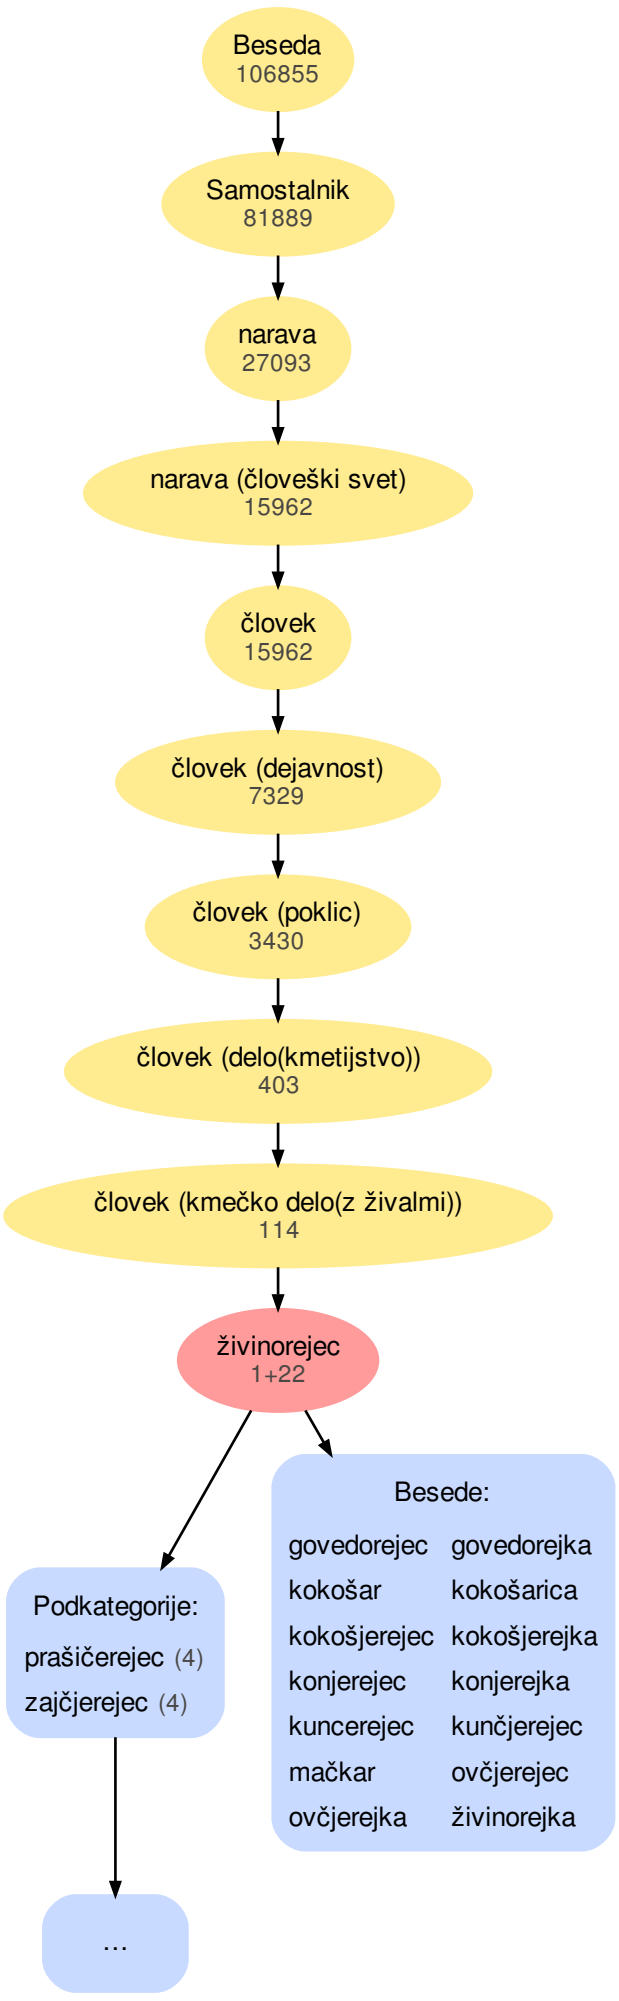 Beseda
106855
Samostalnik
81889
narava
27093
narava (človeški svet)
15962
človek
15962
človek (dejavnost)
7329
človek (poklic)
3430
človek (delo(kmetijstvo))
403
človek (kmečko delo(z živalmi))
114
živinorejec
1+22
Besede:
govedorejec govedorejka
kokošar kokošarica
kokošjerejec kokošjerejka
konjerejec konjerejka
kuncerejec kunčjerejec
mačkar ovčjerejec
ovčjerejka živinorejka
Podkategorije:
prašičerejec (4)
zajčjerejec (4)
...